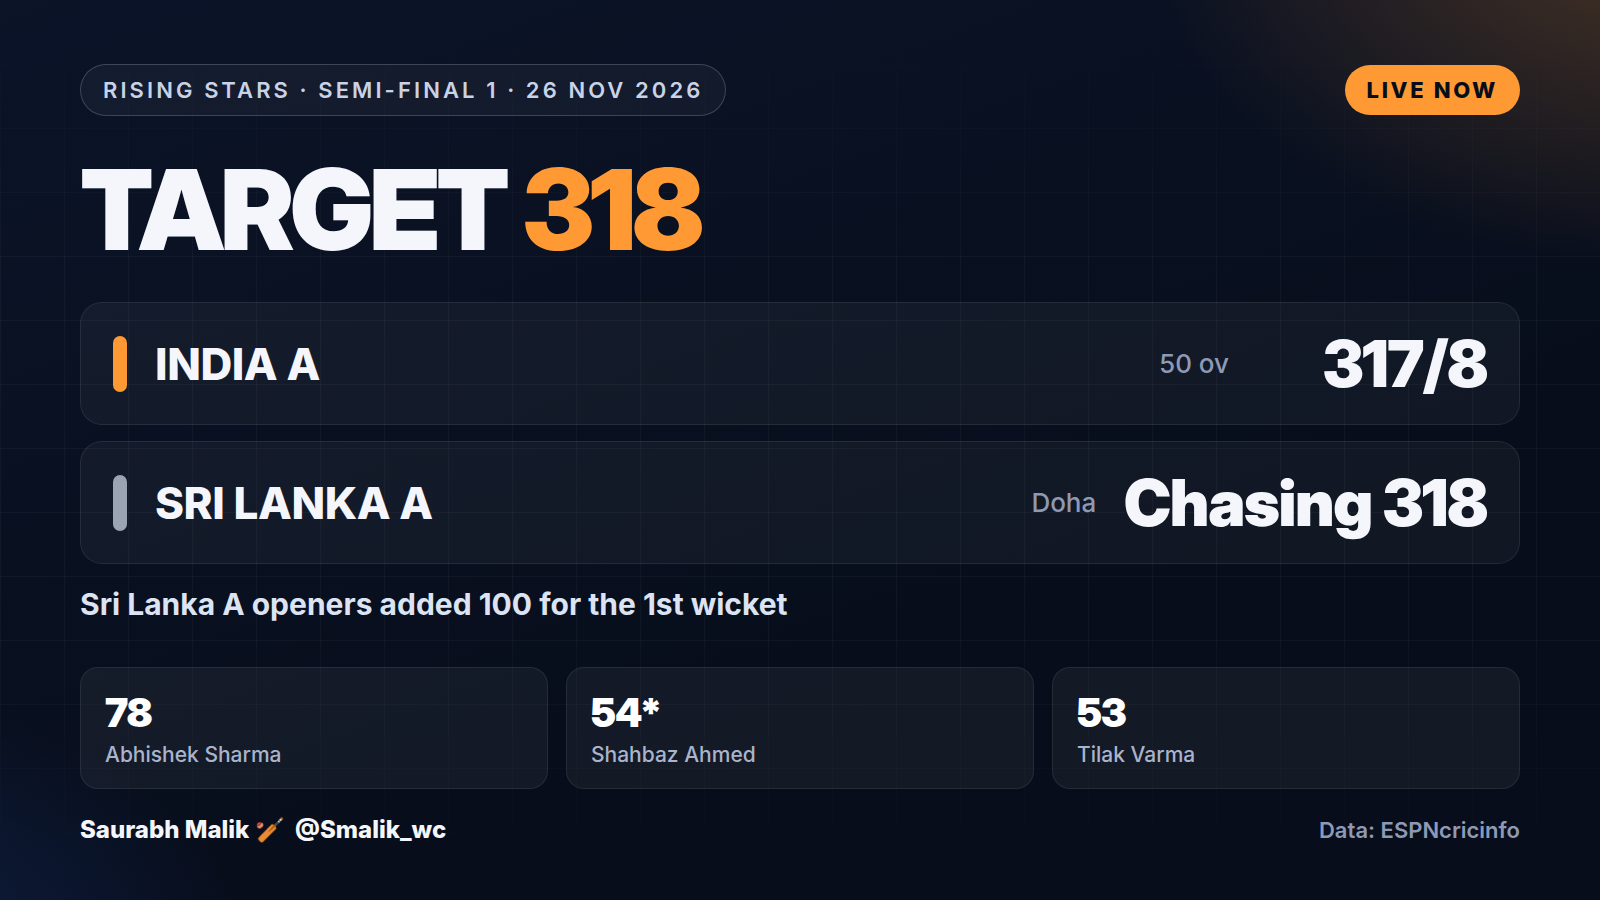 RISING STARS · SEMI-FINAL 1 · 26 NOV 2026
LIVE NOW
TARGET 318
INDIA A
50 ov
317/8
SRI LANKA A
Doha
Chasing 318
Sri Lanka A openers added 100 for the 1st wicket
78
Abhishek Sharma
54*
Shahbaz Ahmed
53
Tilak Varma
Saurabh Malik 🏏 @Smalik_wc
Data: ESPNcricinfo